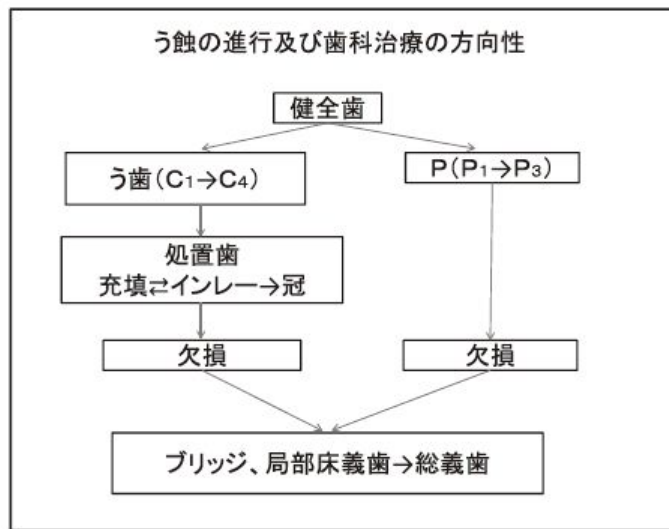 う蝕の進行及び歯科治療の方向性
健全歯
う歯(C₁→C₄)
P(P₁→P₃)
処置歯
充填⇄インレー→冠
欠損
欠損
ブリッジ、局部床義歯→総義歯